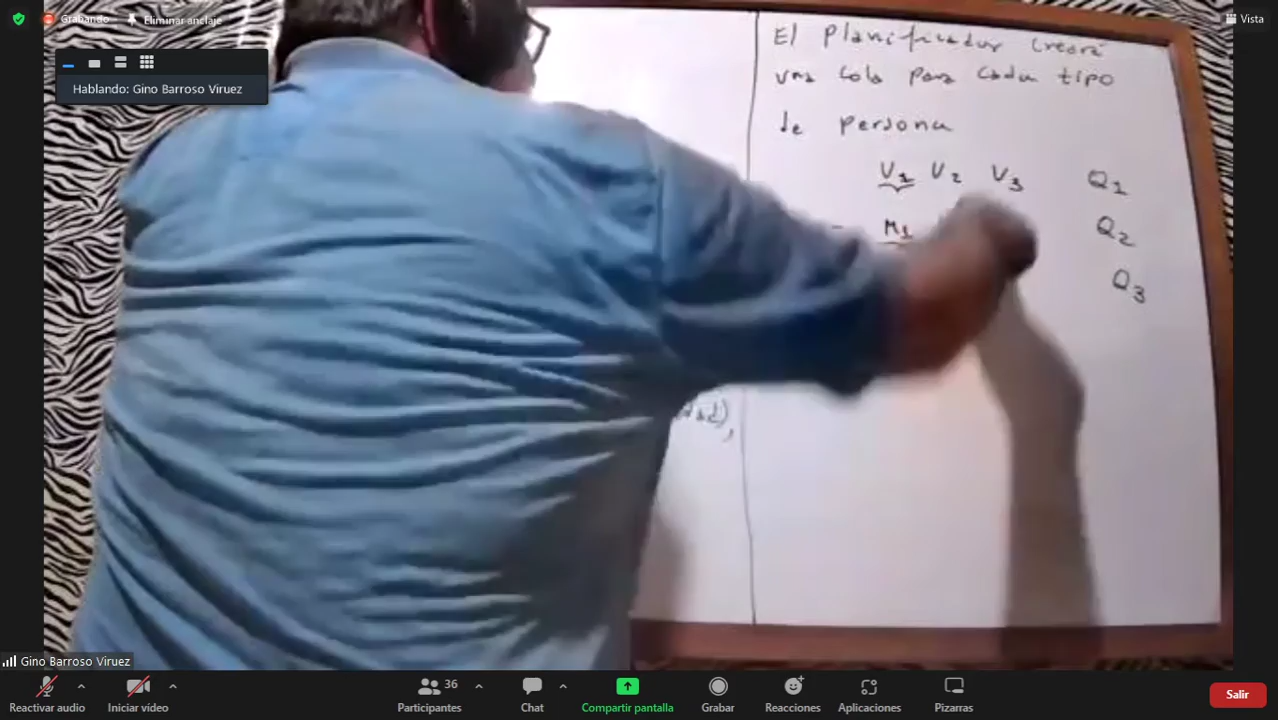 Grabando
Eliminar anclaje
Vista
Hablando: Gino Barroso Viruez
El planificador creará
una cola para cada tipo
de persona
V1 V2 V3 Q1
M1 Q2
Q3
Gino Barroso Viruez
Reactivar audio
Iniciar video
36
Participantes
Chat
Compartir pantalla
Grabar
Reacciones
Aplicaciones
Pizarras
Salir